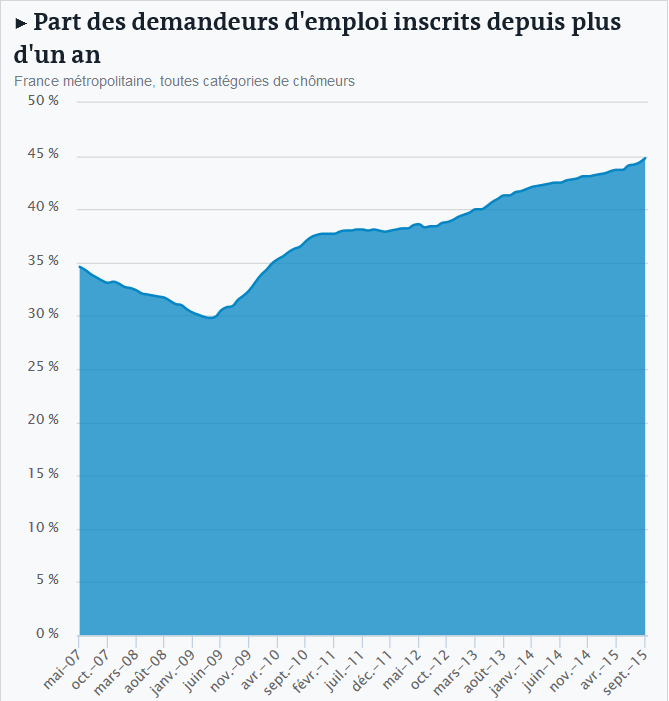 ► Part des demandeurs d'emploi inscrits depuis plus
d'un an
France métropolitaine, toutes catégories de chômeurs
50 %
45 %
40 %
35 %
30 %
25 %
20 %
15 %
10 %
5 %
0 %
mai-07
oct.-07
mars-08
août-08
janv.-09
juin-09
nov.-09
avr.-10
sept.-10
févr.-11
juil.-11
déc.-11
mai-12
oct.-12
mars-13
août-13
janv.-14
juin-14
nov.-14
avr.-15
sept.-15